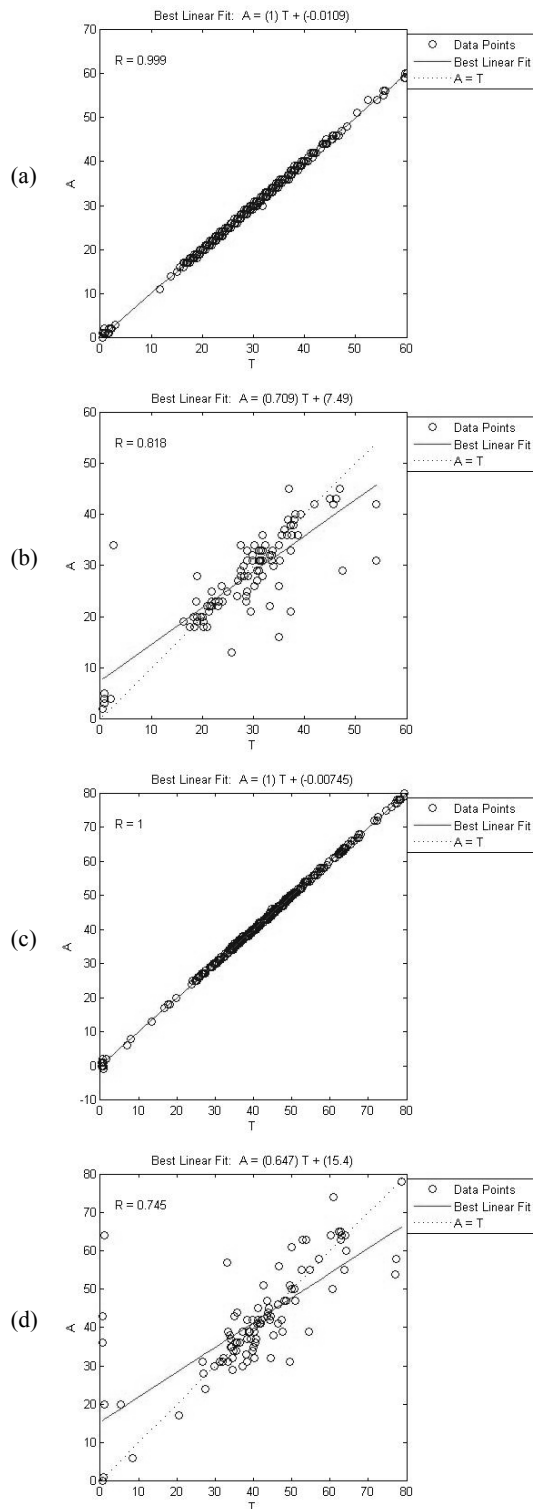 Best Linear Fit: A = (1) T + (-0.0109)
70
60
50
40
30
20
10
0
A
R = 0.999
(a)
0 10 20 30 40 50 60
T
Data Points
Best Linear Fit
A = T
Best Linear Fit: A = (0.709) T + (7.49)
60
50
40
30
20
10
0
A
R = 0.818
(b)
0 10 20 30 40 50 60
T
Data Points
Best Linear Fit
A = T
Best Linear Fit: A = (1) T + (-0.00745)
80
70
60
50
40
30
20
10
0
-10
A
R = 1
(c)
0 10 20 30 40 50 60 70 80
T
Data Points
Best Linear Fit
A = T
Best Linear Fit: A = (0.647) T + (15.4)
80
70
60
50
40
30
20
10
0
A
R = 0.745
(d)
0 10 20 30 40 50 60 70 80
T
Data Points
Best Linear Fit
A = T